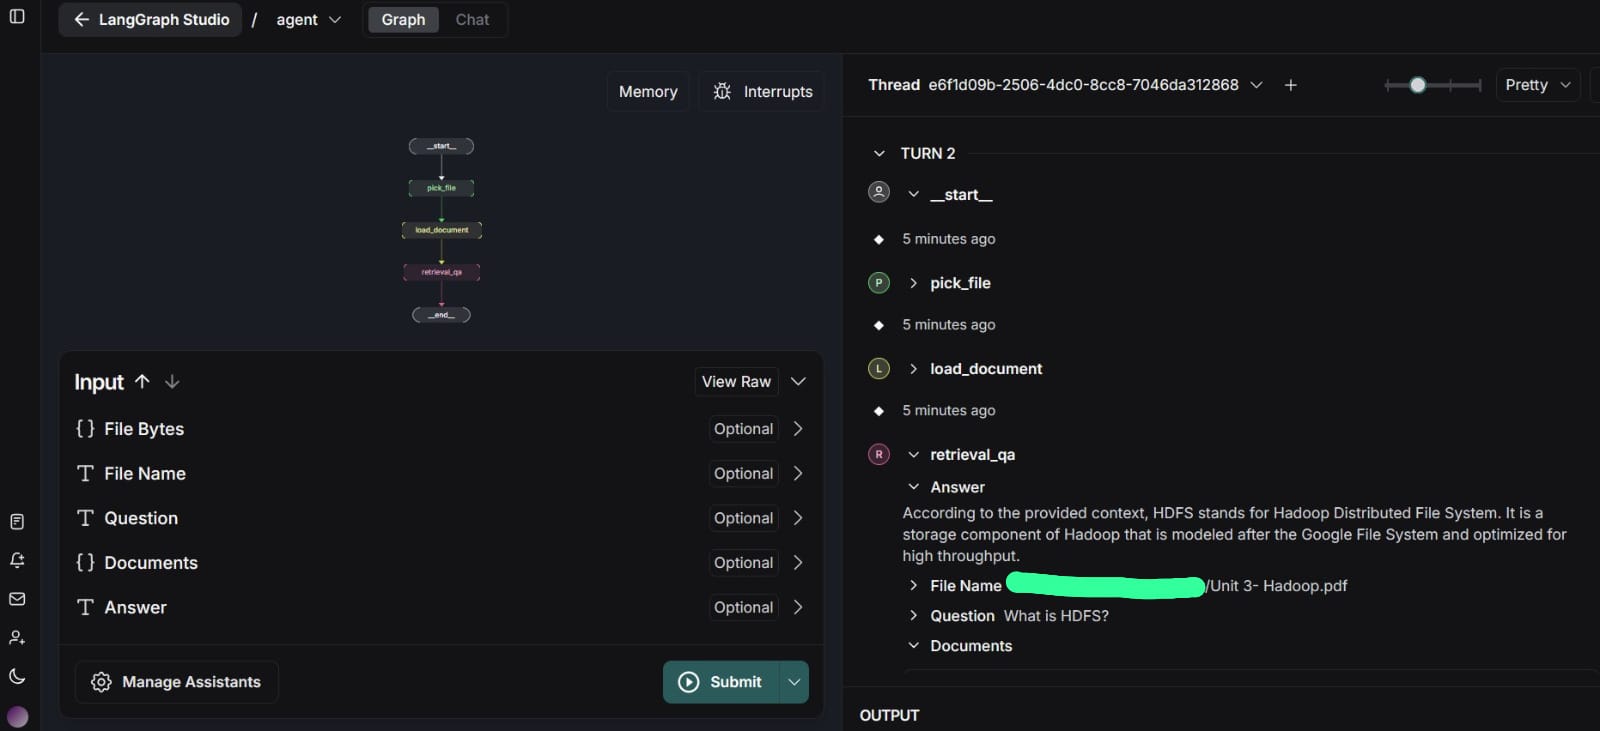 LangGraph Studio / agent Graph Chat
Memory Interrupts
__start__
pick_file
load_document
retrieval_qa
__end__
Input View Raw
File Bytes Optional
File Name Optional
Question Optional
Documents Optional
Answer Optional
Manage Assistants Submit
Thread e6f1d09b-2506-4dc0-8cc8-7046da312868 Pretty
TURN 2
__start__
5 minutes ago
P pick_file
5 minutes ago
L load_document
5 minutes ago
R retrieval_qa
Answer
According to the provided context, HDFS stands for Hadoop Distributed File System. It is a
storage component of Hadoop that is modeled after the Google File System and optimized for
high throughput.
File Name /Unit 3- Hadoop.pdf
Question What is HDFS?
Documents
OUTPUT